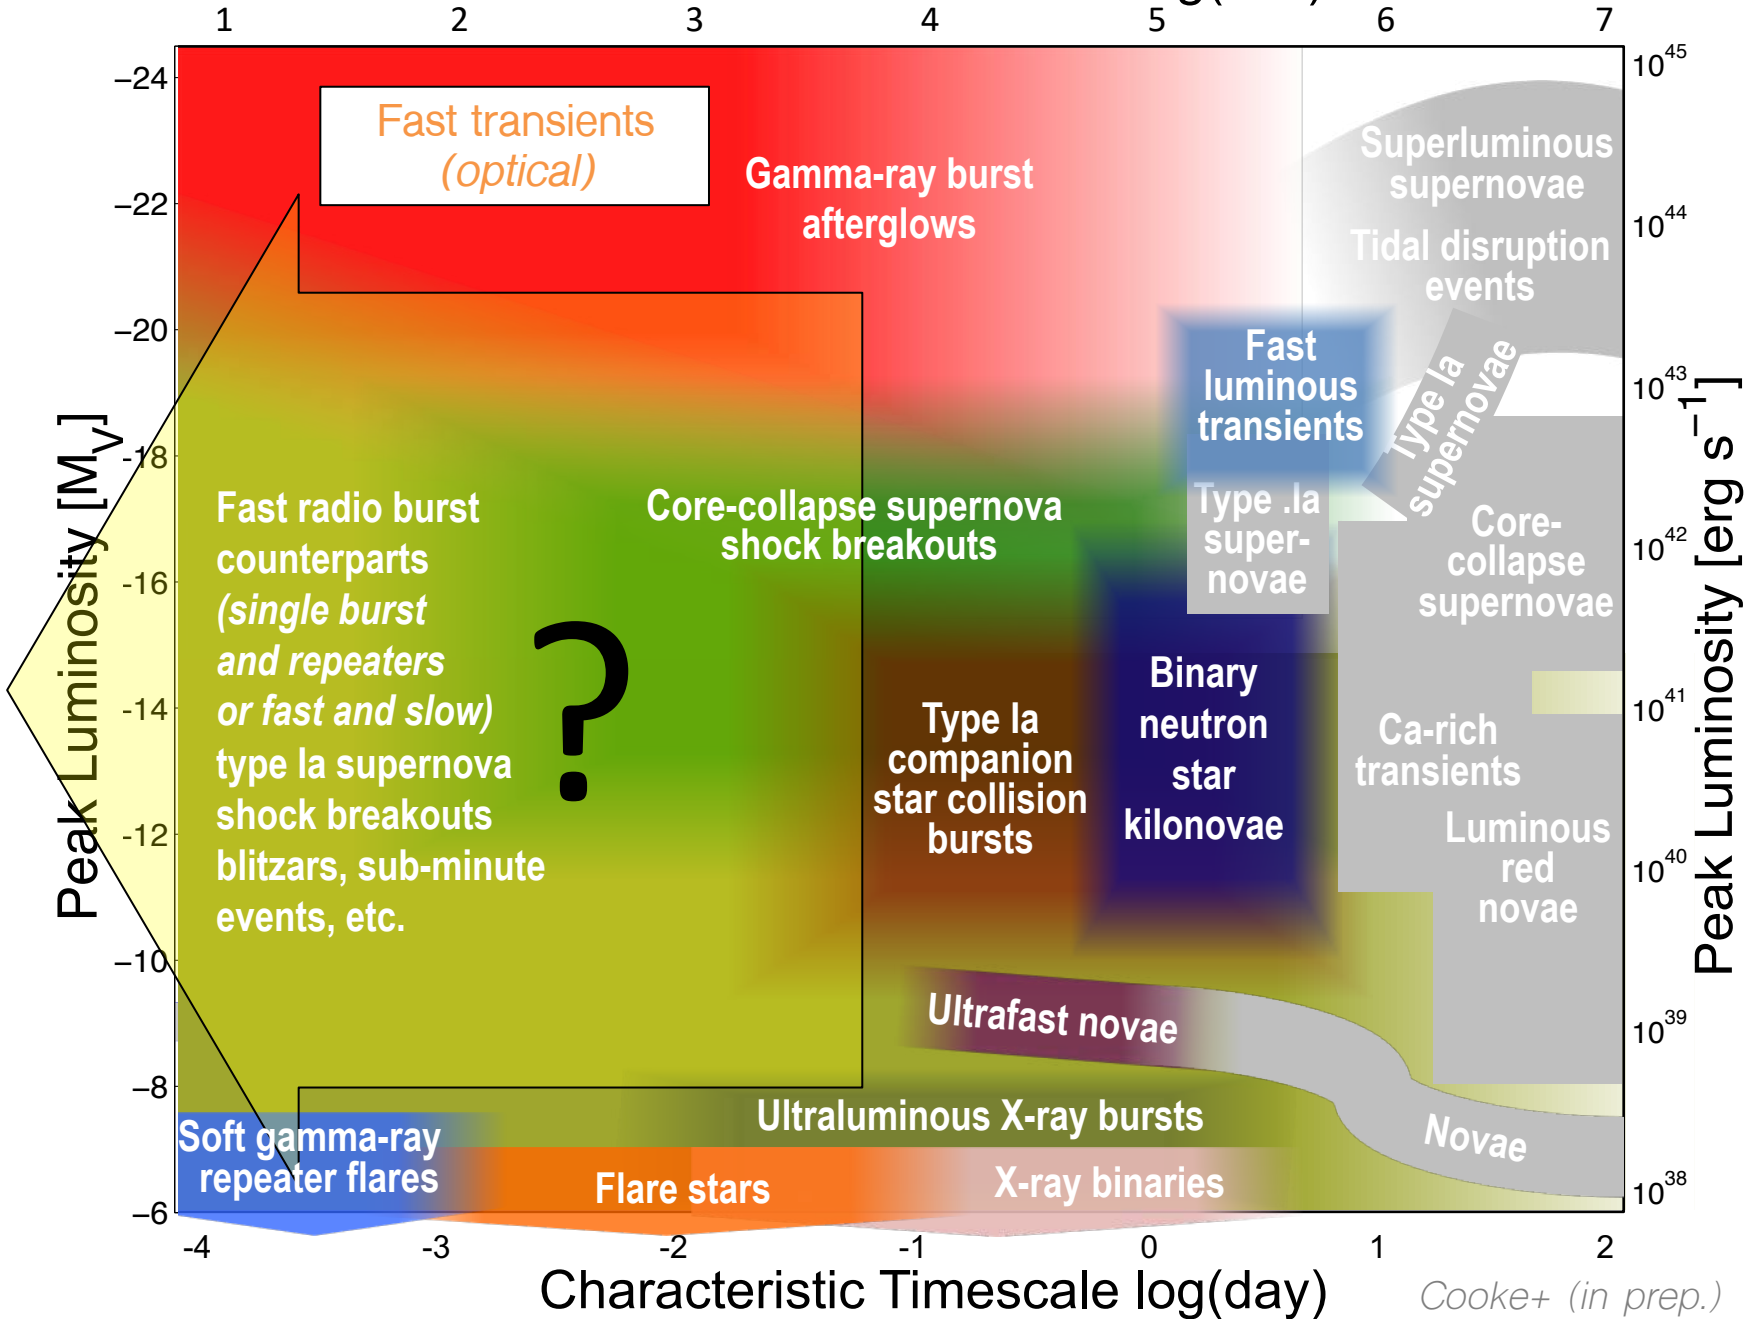 1 2 3 4 5 6 7
Fast transients
(optical)
Gamma-ray burst
afterglows
Superluminous
supernovae
Tidal disruption
events
Fast
luminous
transients
Type Ia
supernovae
Type .Ia
super-
novae
Core-
collapse
supernovae
Fast radio burst
counterparts
(single burst
and repeaters
or fast and slow)
type Ia supernova
shock breakouts
blitzars, sub-minute
events, etc.
?
Core-collapse supernova
shock breakouts
Type Ia
companion
star collision
bursts
Binary
neutron
star
kilonovae
Ca-rich
transients
Luminous
red
novae
Ultrafast novae
Novae
Ultraluminous X-ray bursts
Soft gamma-ray
repeater flares
Flare stars
X-ray binaries
–24
–22
–20
-18
-16
-14
-12
–10
–8
–6
Peak Luminosity [M_V]
10^45
10^44
10^43
10^42
10^41
10^40
10^39
10^38
Peak Luminosity [erg s^−1]
-4 -3 -2 -1 0 1 2
Characteristic Timescale log(day)
Cooke+ (in prep.)